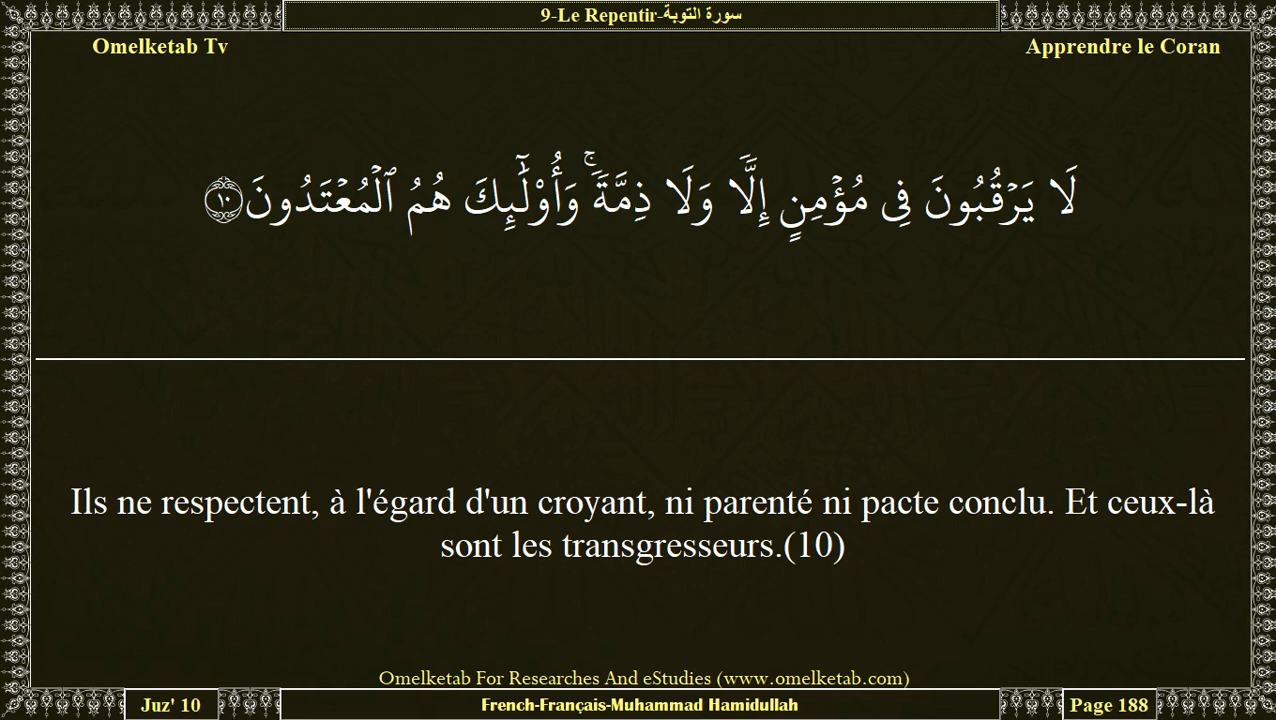 9-Le Repentir-سورة التوبة
Omelketab Tv
Apprendre le Coran
لَا يَرْقُبُونَ فِى مُؤْمِنٍ إِلًّا وَلَا ذِمَّةً ۚ وَأُو۟لَٰٓئِكَ هُمُ ٱلْمُعْتَدُونَ ١٠
Ils ne respectent, à l'égard d'un croyant, ni parenté ni pacte conclu. Et ceux-là
sont les transgresseurs.(10)
Omelketab For Researches And eStudies (www.omelketab.com)
Juz' 10
French-Français-Muhammad Hamidullah
Page 188